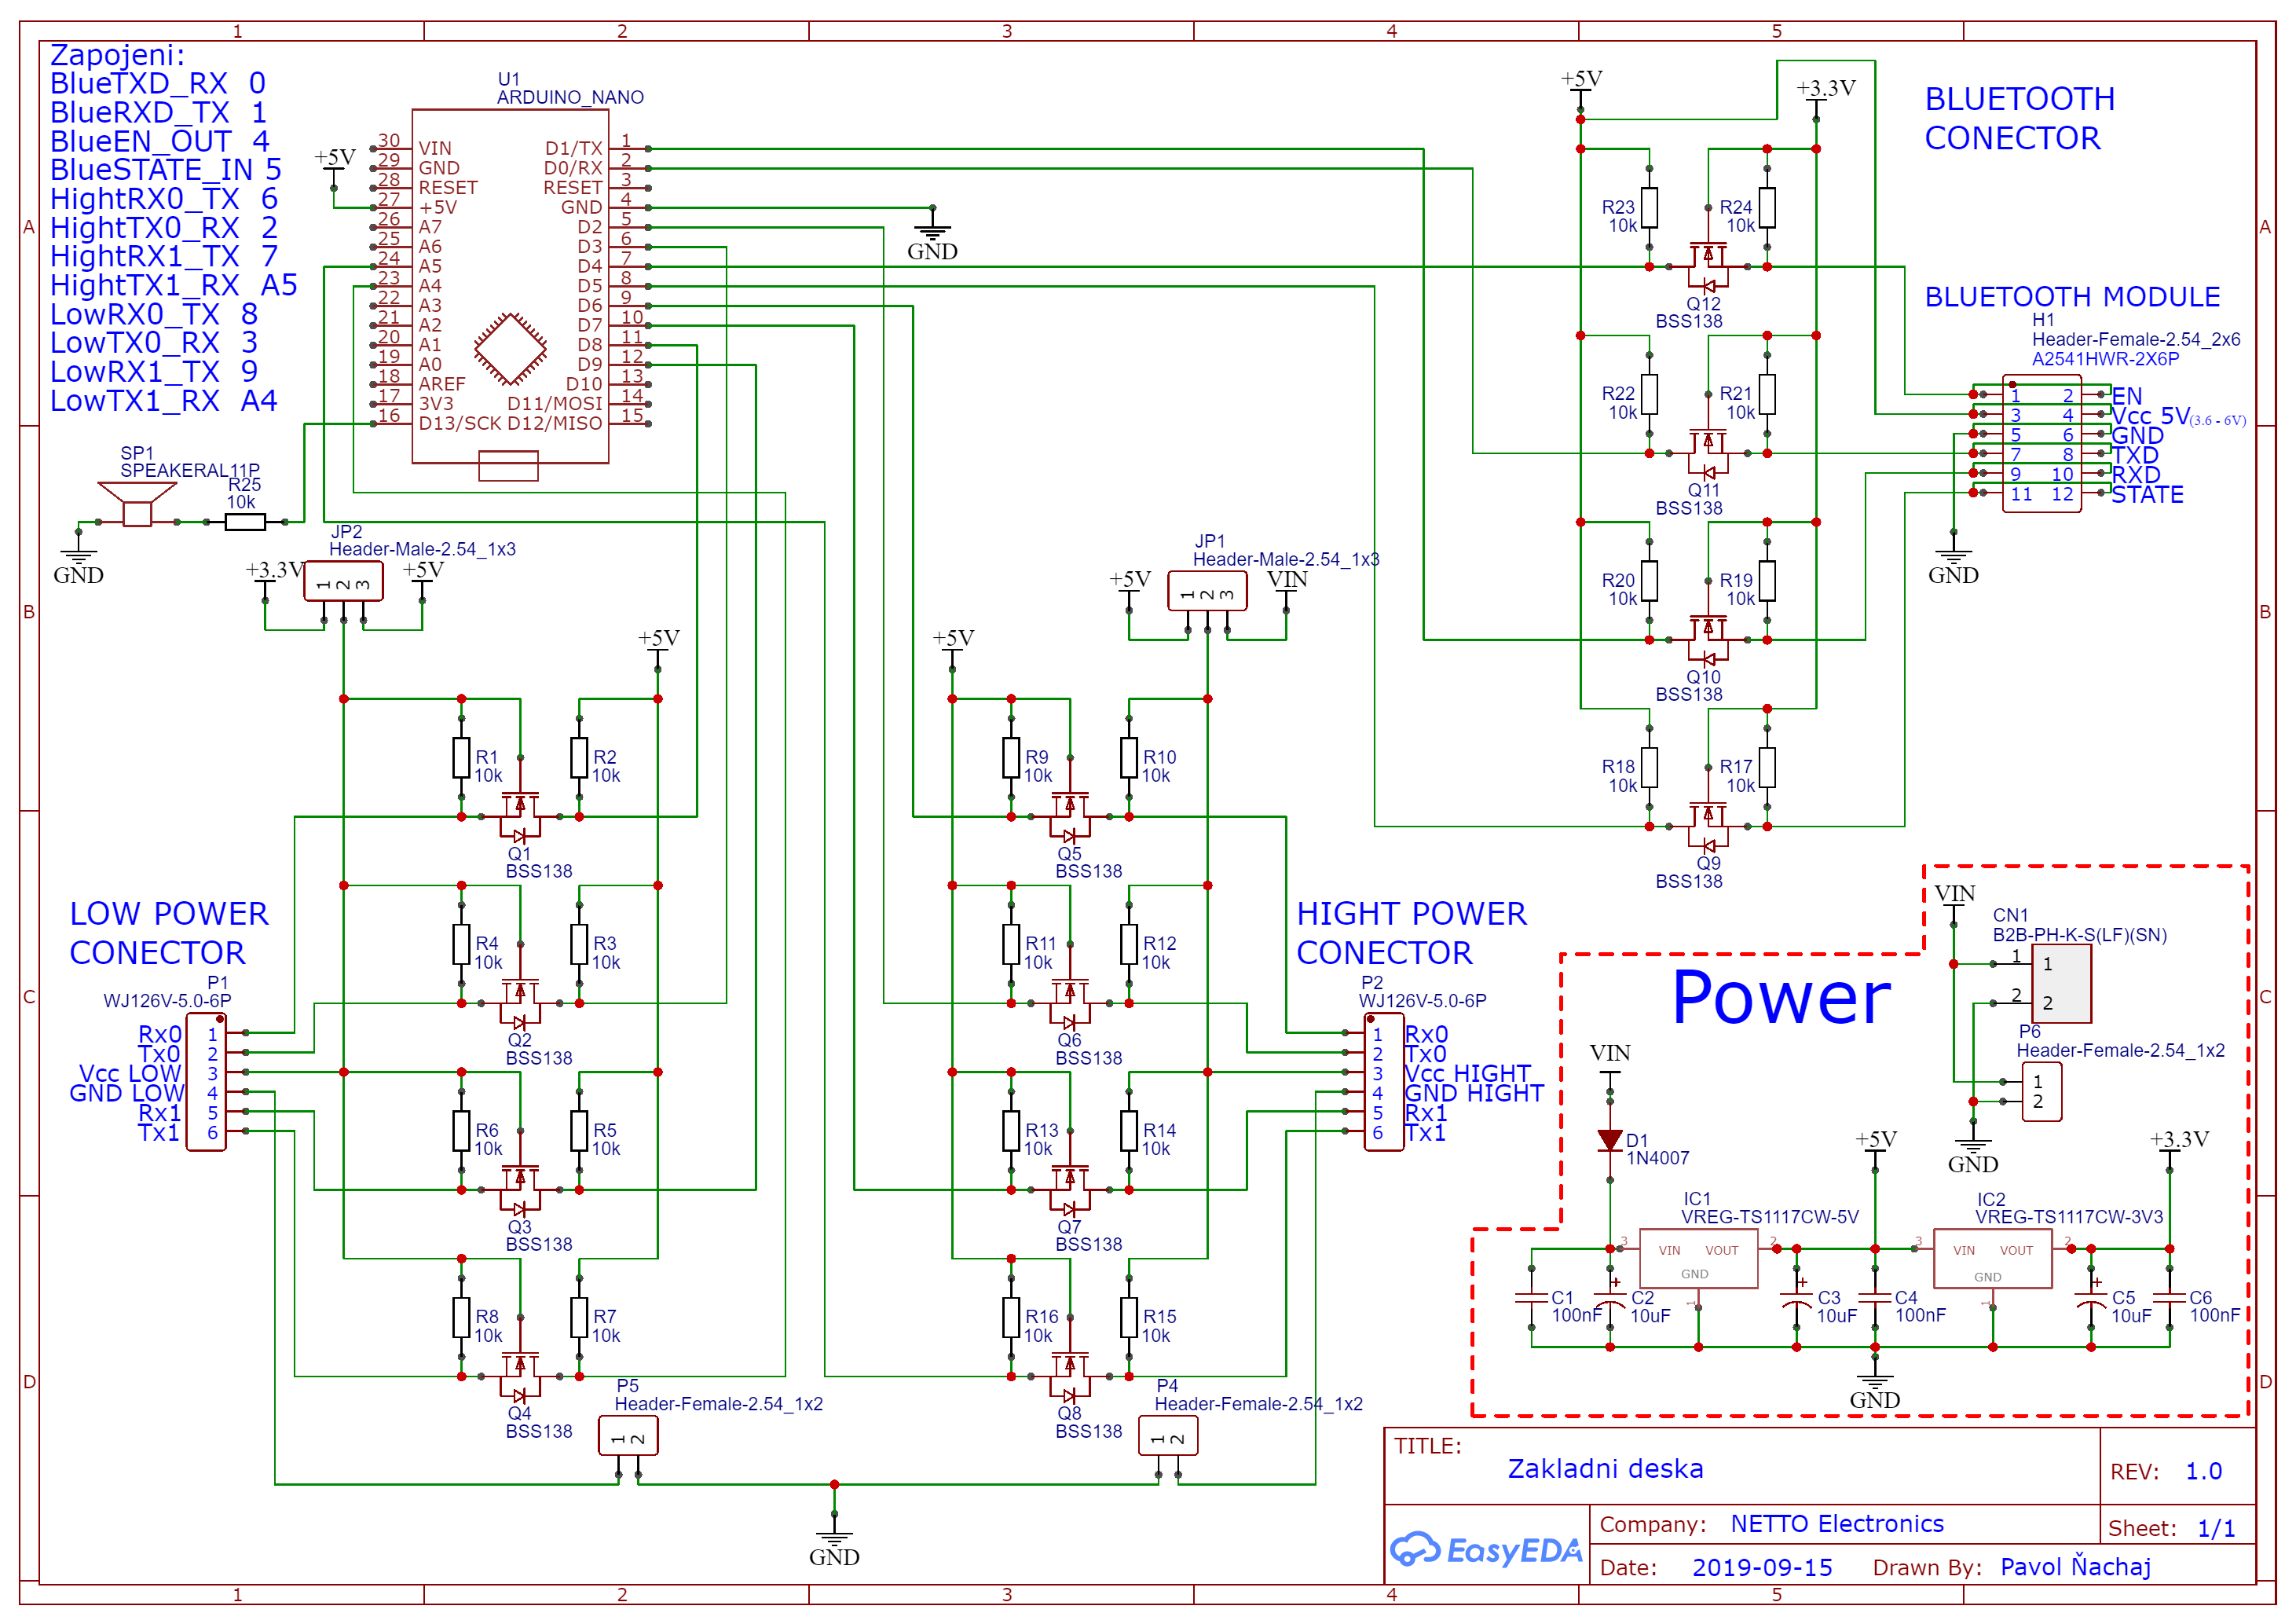 1 2 3 4 5
Zapojeni:
BlueTXD_RX 0
BlueRXD_TX 1
BlueEN_OUT 4
BlueSTATE_IN 5
HightRX0_TX 6
HightTX0_RX 2
HightRX1_TX 7
HightTX1_RX A5
LowRX0_TX 8
LowTX0_RX 3
LowRX1_TX 9
LowTX1_RX A4
A
B
C
D
U1
ARDUINO_NANO
+5V
30 VIN D1/TX 1
29 GND D0/RX 2
28 RESET RESET 3
27 +5V GND 4
26 A7 D2 5
25 A6 D3 6
24 A5 D4 7
23 A4 D5 8
22 A3 D6 9
21 A2 D7 10
20 A1 D8 11
19 A0 D9 12
18 AREF D10 13
17 3V3 D11/MOSI 14
16 D13/SCK D12/MISO 15
GND
SP1
SPEAKERAL11P
R25
10k
GND
JP2
Header-Male-2.54_1x3
+3.3V 1 2 3 +5V
+5V
R1
10k
R2
10k
Q1
BSS138
R4
10k
R3
10k
Q2
BSS138
R6
10k
R5
10k
Q3
BSS138
R8
10k
R7
10k
Q4
BSS138
LOW POWER
CONECTOR
P1
WJ126V-5.0-6P
Rx0 1
Tx0 2
Vcc LOW 3
GND LOW 4
Rx1 5
Tx1 6
P5
Header-Female-2.54_1x2
1 2
GND
JP1
Header-Male-2.54_1x3
+5V 1 2 3 VIN
+5V
R9
10k
R10
10k
Q5
BSS138
R11
10k
R12
10k
Q6
BSS138
R13
10k
R14
10k
Q7
BSS138
R16
10k
R15
10k
Q8
BSS138
P4
Header-Female-2.54_1x2
1 2
HIGHT POWER
CONECTOR
P2
WJ126V-5.0-6P
1 Rx0
2 Tx0
3 Vcc HIGHT
4 GND HIGHT
5 Rx1
6 Tx1
+5V
+3.3V
R23
10k
R24
10k
Q12
BSS138
R22
10k
R21
10k
Q11
BSS138
R20
10k
R19
10k
Q10
BSS138
R18
10k
R17
10k
Q9
BSS138
BLUETOOTH
CONECTOR
BLUETOOTH MODULE
H1
Header-Female-2.54_2x6
A2541HWR-2X6P
1 2 EN
3 4 Vcc 5V(3.6 - 6V)
5 6 GND
7 8 TXD
9 10 RXD
11 12 STATE
GND
Power
VIN
CN1
B2B-PH-K-S(LF)(SN)
1 1
2 2
P6
Header-Female-2.54_1x2
1
2
GND
VIN
D1
1N4007
+5V
+3.3V
IC1
VREG-TS1117CW-5V
3 VIN VOUT 2
GND
1
IC2
VREG-TS1117CW-3V3
3 VIN VOUT 2
GND
1
C1
100nF
+
C2
10uF
+
C3
10uF
C4
100nF
+
C5
10uF
C6
100nF
GND
TITLE:
Zakladni deska
REV: 1.0
EasyEDA
Company: NETTO Electronics
Sheet: 1/1
Date: 2019-09-15
Drawn By: Pavol Ňachaj
A
B
C
D
1 2 3 4 5